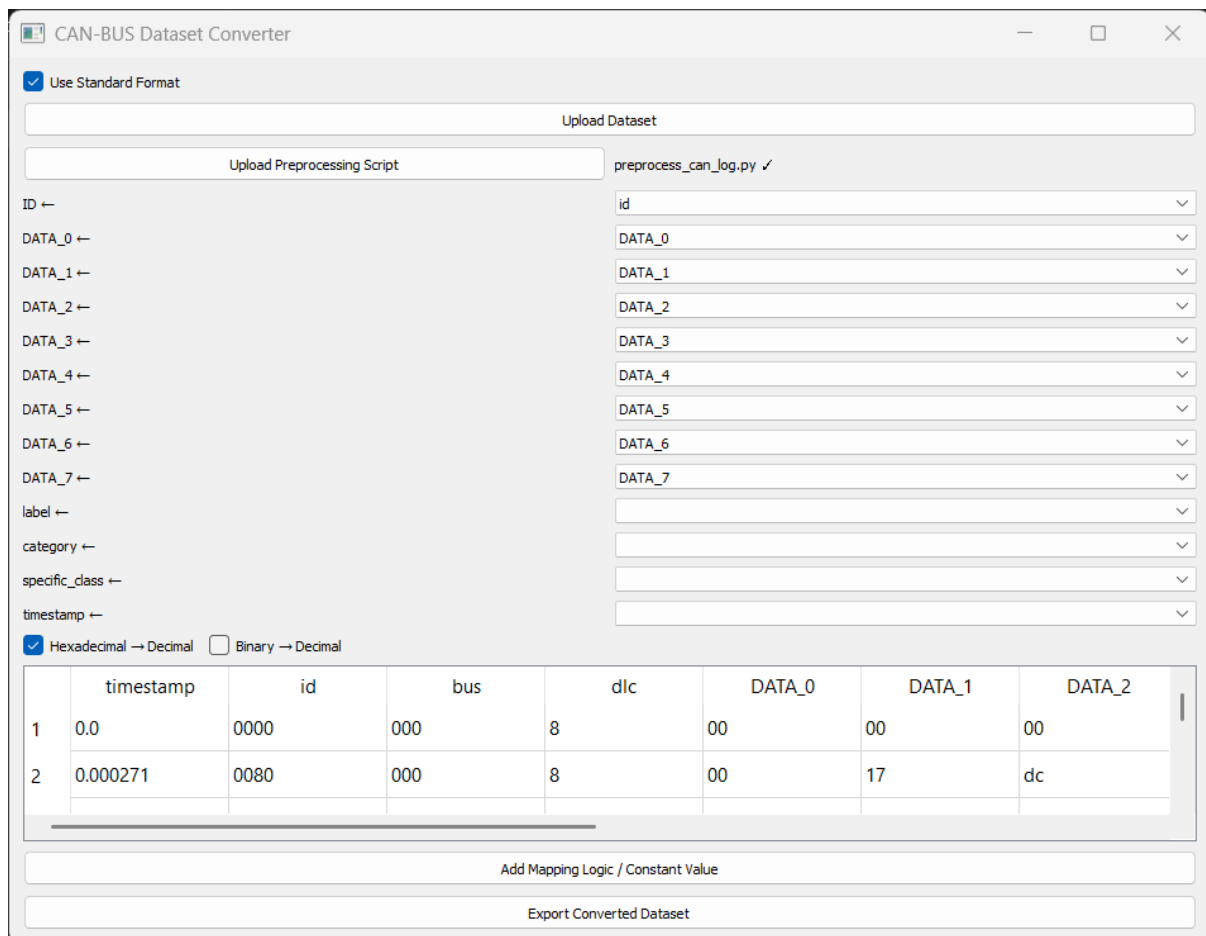 CAN-BUS Dataset Converter
Use Standard Format
Upload Dataset
Upload Preprocessing Script preprocess_can_log.py ✓
ID ← id
DATA_0 ← DATA_0
DATA_1 ← DATA_1
DATA_2 ← DATA_2
DATA_3 ← DATA_3
DATA_4 ← DATA_4
DATA_5 ← DATA_5
DATA_6 ← DATA_6
DATA_7 ← DATA_7
label ←
category ←
specific_class ←
timestamp ←
Hexadecimal → Decimal Binary → Decimal
timestamp id bus dlc DATA_0 DATA_1 DATA_2
1 0.0 0000 000 8 00 00 00
2 0.000271 0080 000 8 00 17 dc
Add Mapping Logic / Constant Value
Export Converted Dataset